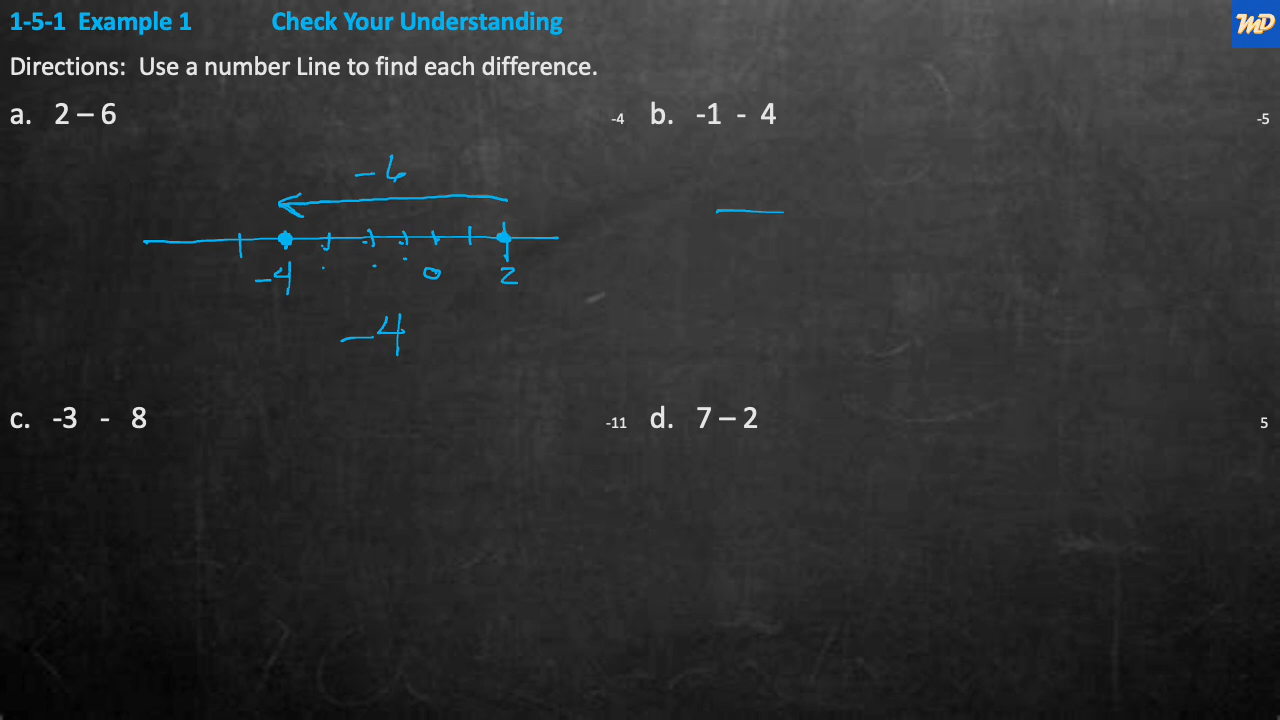 1-5-1 Example 1 Check Your Understanding
MD
Directions: Use a number Line to find each difference.
a. 2 – 6 -4 b. -1 - 4 -5
-6
-4 0 2
-4
c. -3 - 8 -11 d. 7 – 2 5